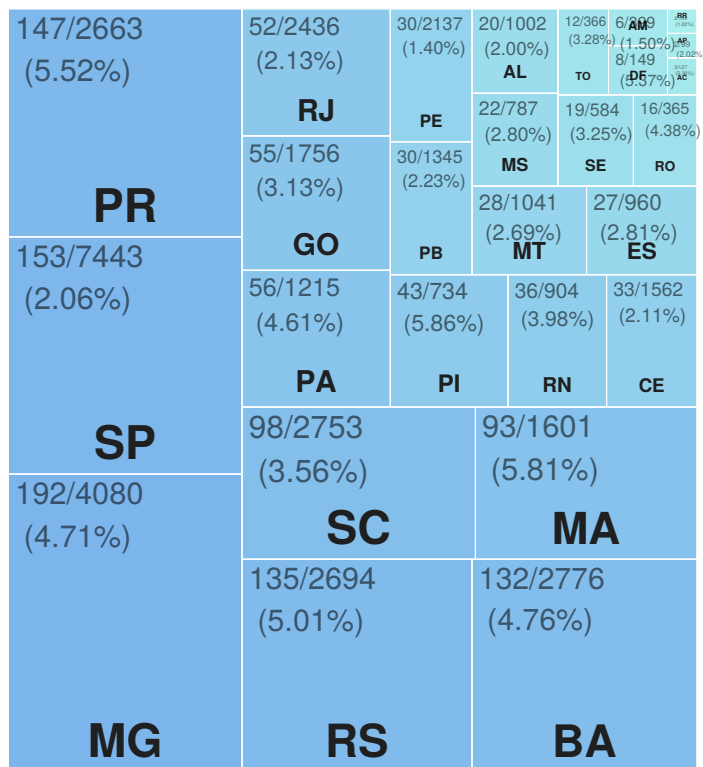 147/2663
(5.52%)
PR
153/7443
(2.06%)
SP
192/4080
(4.71%)
MG
52/2436
(2.13%)
RJ
55/1756
(3.13%)
GO
56/1215
(4.61%)
PA
30/2137
(1.40%)
PE
30/1345
(2.23%)
PB
20/1002
(2.00%)
AL
22/787
(2.80%)
MS
12/366
(3.28%)
TO
(1.50%)
AM
8/149
(5.37%)
DF
RR
AP
(2.02%)
AC
19/584
(3.25%)
SE
16/365
(4.38%)
RO
28/1041
(2.69%)
MT
27/960
(2.81%)
ES
43/734
(5.86%)
PI
36/904
(3.98%)
RN
33/1562
(2.11%)
CE
98/2753
(3.56%)
SC
93/1601
(5.81%)
MA
135/2694
(5.01%)
RS
132/2776
(4.76%)
BA